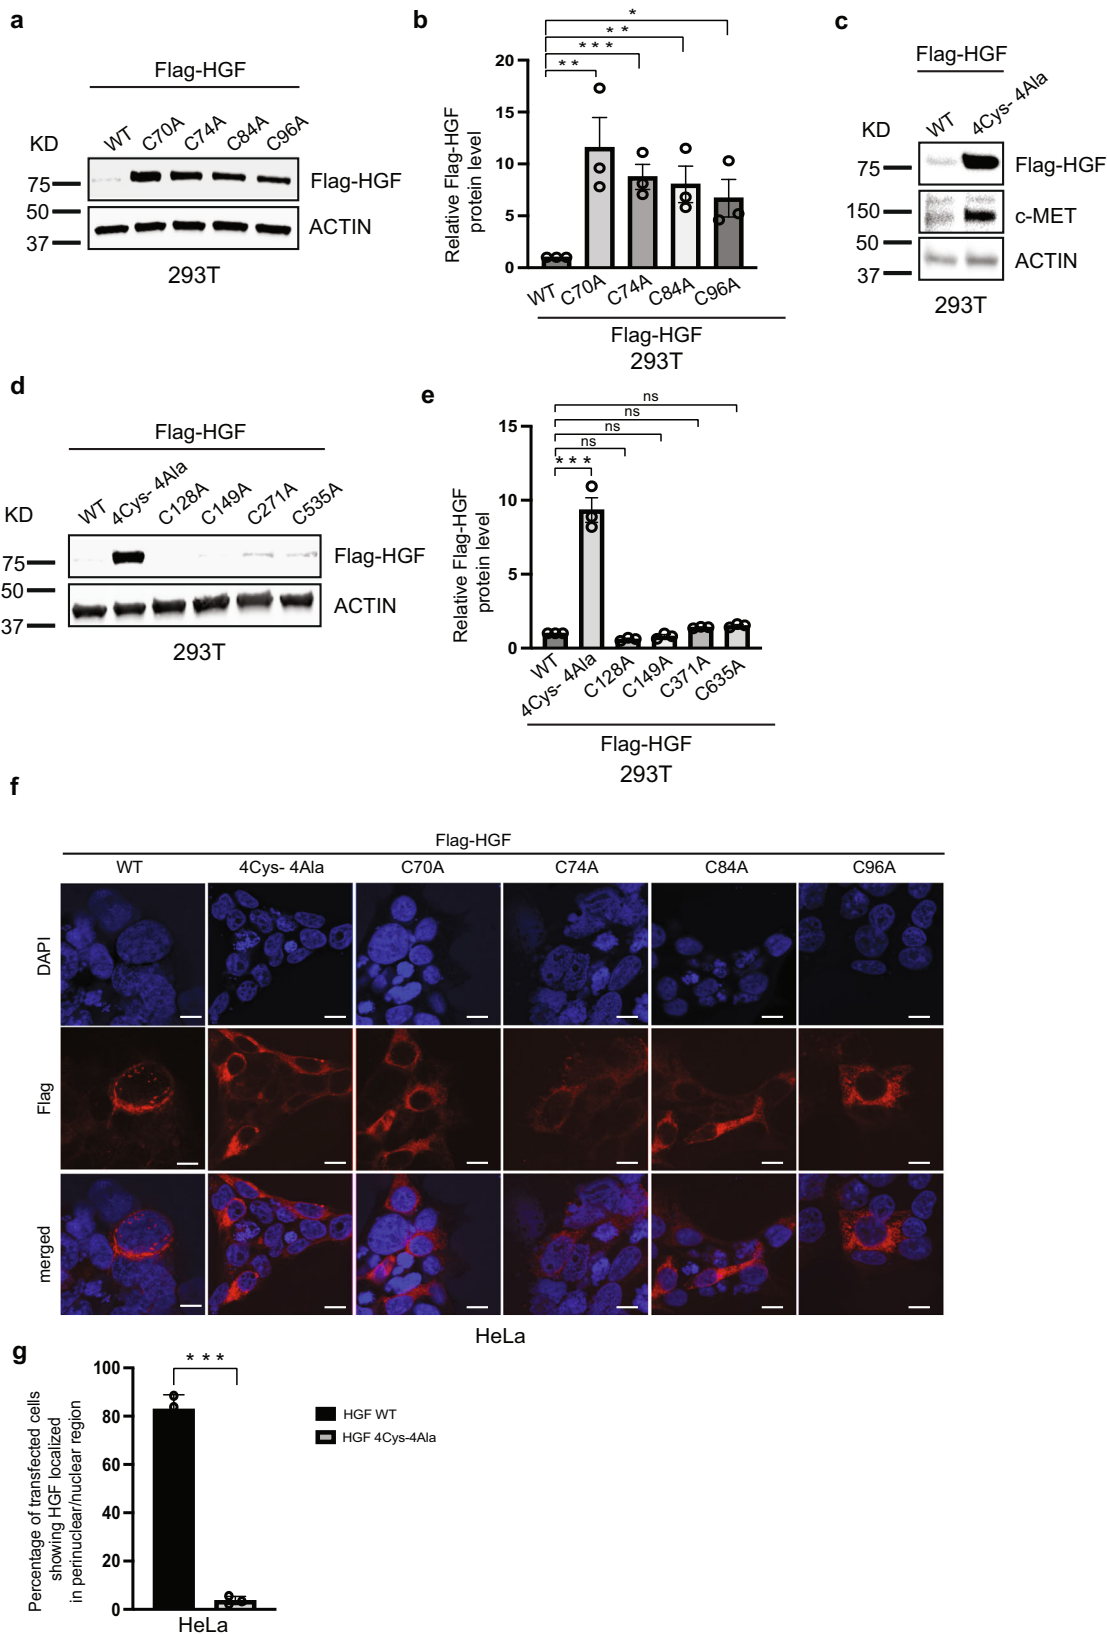 a
Flag-HGF
KD
WT
C70A
C74A
C84A
C96A
75
Flag-HGF
50
37
ACTIN
293T
b
*
* *
* * *
* *
20
15
10
5
0
Relative Flag-HGF
protein level
WT
C70A
C74A
C84A
C96A
Flag-HGF
293T
c
Flag-HGF
KD
WT
4Cys- 4Ala
75
Flag-HGF
150
c-MET
50
37
ACTIN
293T
d
Flag-HGF
KD
WT
4Cys- 4Ala
C128A
C149A
C271A
C535A
75
Flag-HGF
50
37
ACTIN
293T
e
ns
ns
ns
ns
* * *
15
10
5
0
Relative Flag-HGF
protein level
WT
4Cys- 4Ala
C128A
C149A
C371A
C635A
Flag-HGF
293T
f
Flag-HGF
WT
4Cys- 4Ala
C70A
C74A
C84A
C96A
DAPI
Flag
merged
HeLa
g
* * *
100
80
60
40
20
0
Percentage of transfected cells
showing HGF localized
in perinuclear/nuclear region
HeLa
HGF WT
HGF 4Cys-4Ala